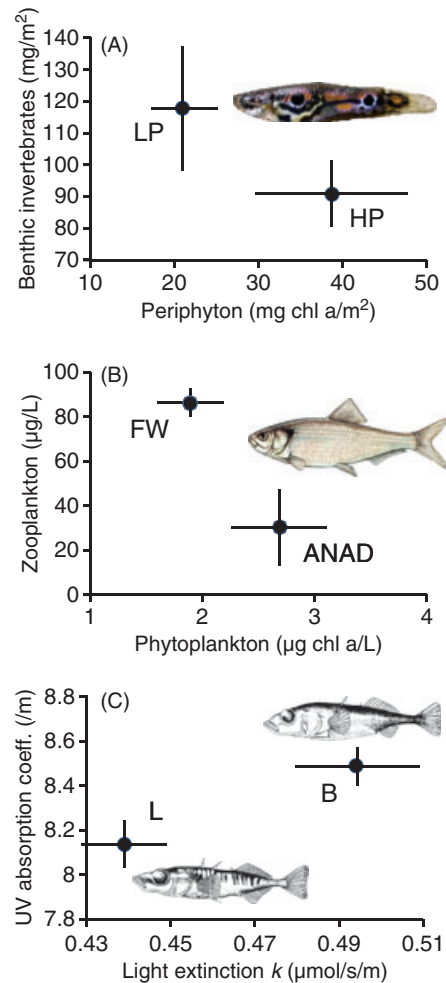 (A)
Benthic invertebrates (mg/m²)
140
130
120
110
100
90
80
70
LP
HP
10 20 30 40 50
Periphyton (mg chl a/m²)
(B)
Zooplankton (µg/L)
100
80
60
40
20
0
FW
ANAD
1 2 3 4
Phytoplankton (µg chl a/L)
(C)
UV absorption coeff. (/m)
8.8
8.6
8.4
8.2
8
7.8
B
L
0.43 0.45 0.47 0.49 0.51
Light extinction k (µmol/s/m)